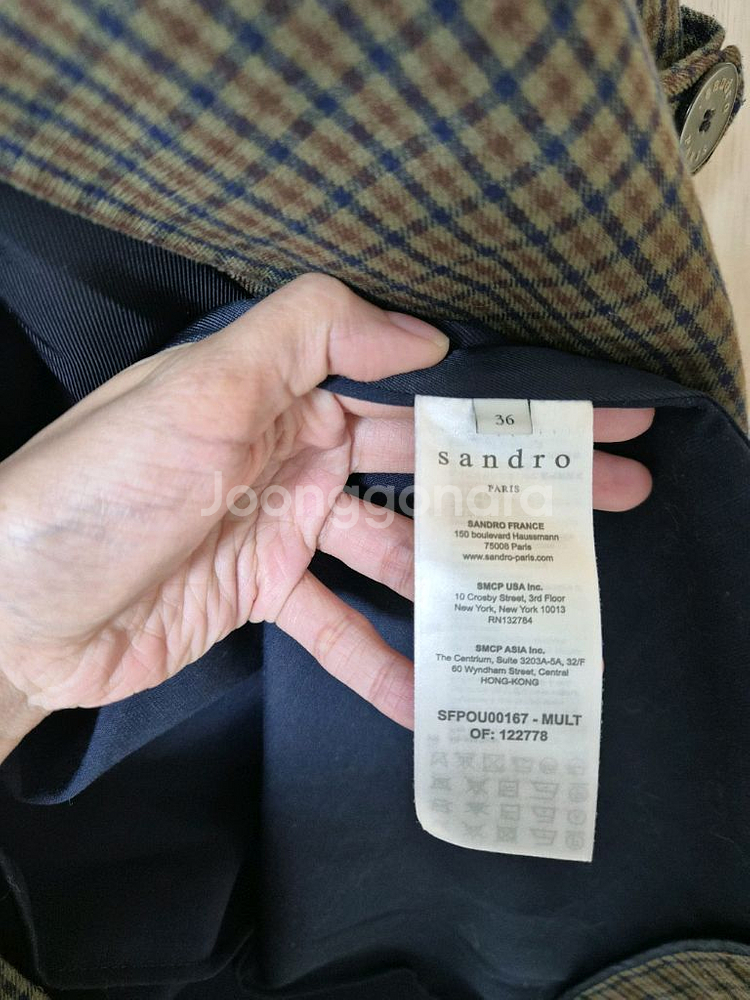 36
sandro
PARIS
Joonggonara
SANDRO FRANCE
150 boulevard Haussmann
75008 Paris
www.sandro-paris.com
SMCP USA Inc.
10 Crosby Street, 3rd Floor
New York, New York 10013
RN132784
SMCP ASIA Inc.
The Centrium, Suite 3203A-5A, 32/F
60 Wyndham Street, Central
HONG-KONG
SFPOU00167 - MULT
OF: 122778